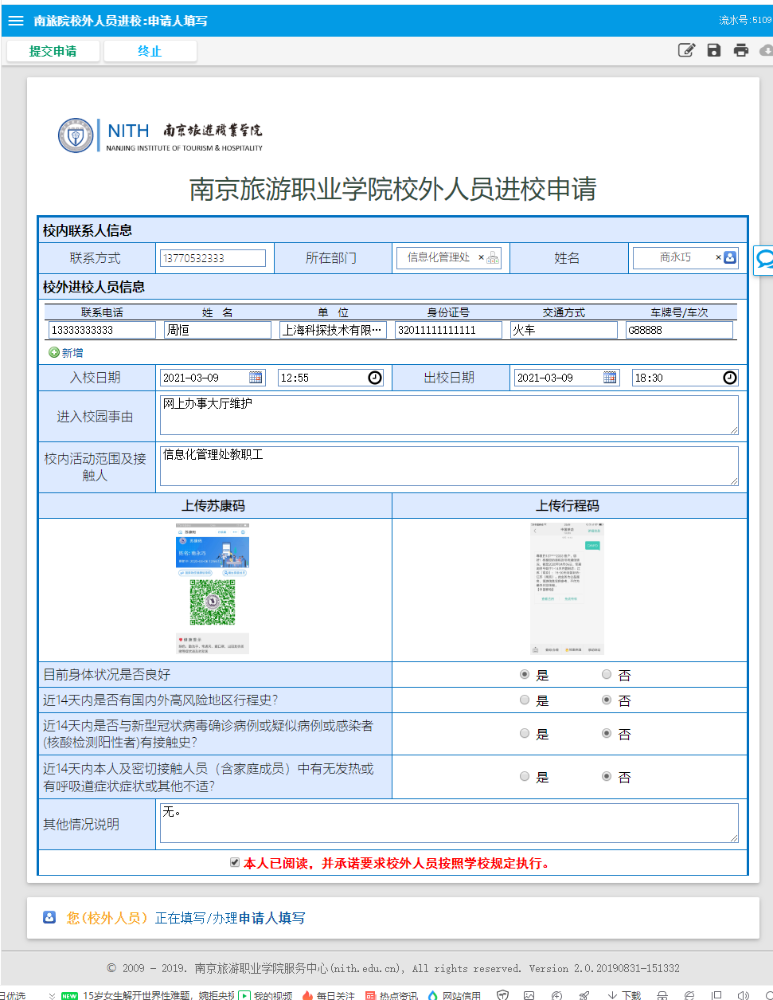 南旅院校外人员进校:申请人填写
流水号:5109
提交申请 终止
NITH 南京旅游职业学院
NANJING INSTITUTE OF TOURISM & HOSPITALITY
南京旅游职业学院校外人员进校申请
校内联系人信息
联系方式 13770532333 所在部门 信息化管理处 × 姓名 商永巧 ×
校外进校人员信息
联系电话 姓 名 单 位 身份证号 交通方式 车牌号/车次
13333333333 周恒 上海科探技术有限… 32011111111111 火车 G88888
新增
入校日期 2021-03-09 12:55 出校日期 2021-03-09 18:30
进入校园事由 网上办事大厅维护
校内活动范围及接触人 信息化管理处教职工
上传苏康码 上传行程码
苏康码
目前身体状况是否良好 是 否
近14天内是否有国内外高风险地区行程史? 是 否
近14天内是否与新型冠状病毒确诊病例或疑似病例或感染者
(核酸检测阳性者)有接触史? 是 否
近14天内本人及密切接触人员（含家庭成员）中有无发热或
有呼吸道症状症状或其他不适? 是 否
其他情况说明 无。
本人已阅读，并承诺要求校外人员按照学校规定执行。
您(校外人员) 正在填写/办理申请人填写
© 2009 - 2019. 南京旅游职业学院服务中心(nith.edu.cn), All rights reserved. Version 2.0.20190831-151332
日优选 NEW 15岁女生解开世界性难题，婉拒央视 我的视频 每日关注 热点资讯 网站信用 下载